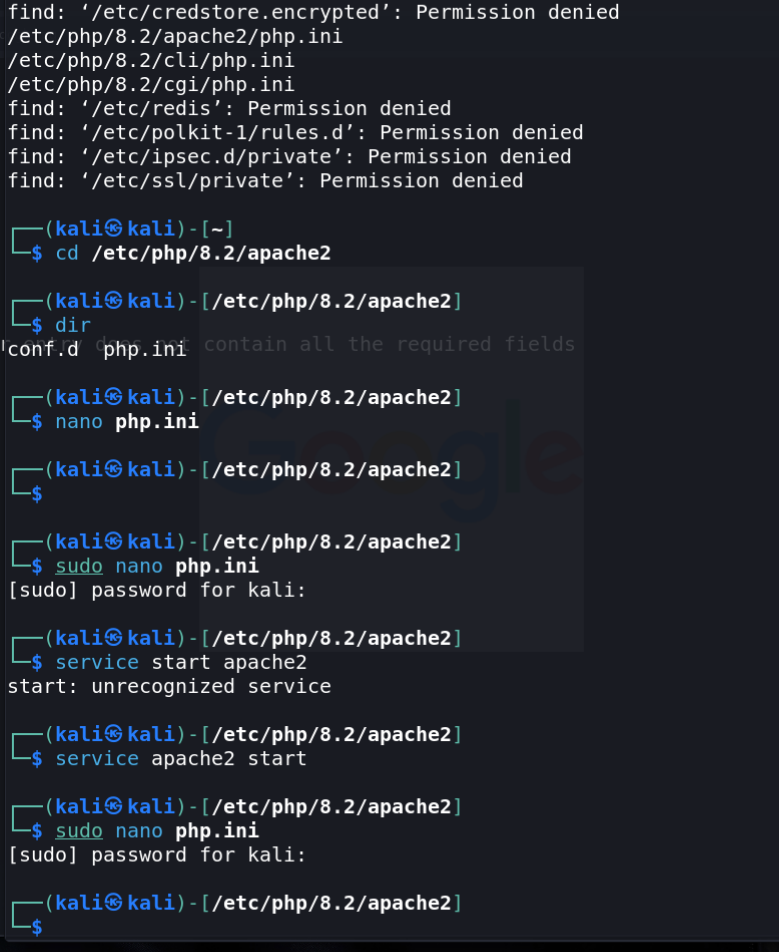 find: ‘/etc/credstore.encrypted’: Permission denied
/etc/php/8.2/apache2/php.ini
/etc/php/8.2/cli/php.ini
/etc/php/8.2/cgi/php.ini
find: ‘/etc/redis’: Permission denied
find: ‘/etc/polkit-1/rules.d’: Permission denied
find: ‘/etc/ipsec.d/private’: Permission denied
find: ‘/etc/ssl/private’: Permission denied
┌──(kali㉿kali)-[~]
└─$ cd /etc/php/8.2/apache2
┌──(kali㉿kali)-[/etc/php/8.2/apache2]
└─$ dir
r entry does not contain all the required fields
conf.d  php.ini
┌──(kali㉿kali)-[/etc/php/8.2/apache2]
└─$ nano php.ini
Google
┌──(kali㉿kali)-[/etc/php/8.2/apache2]
└─$
┌──(kali㉿kali)-[/etc/php/8.2/apache2]
└─$ sudo nano php.ini
[sudo] password for kali:
┌──(kali㉿kali)-[/etc/php/8.2/apache2]
└─$ service start apache2
start: unrecognized service
┌──(kali㉿kali)-[/etc/php/8.2/apache2]
└─$ service apache2 start
┌──(kali㉿kali)-[/etc/php/8.2/apache2]
└─$ sudo nano php.ini
[sudo] password for kali:
┌──(kali㉿kali)-[/etc/php/8.2/apache2]
└─$